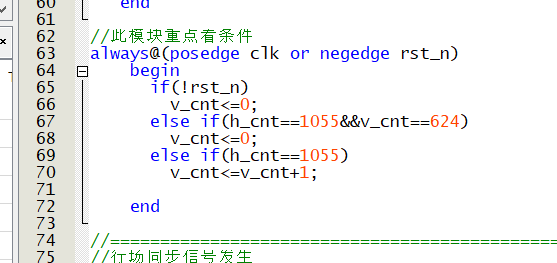 60 end
61
62 //此模块重点看条件
63 always@(posedge clk or negedge rst_n)
64 begin
65 if(!rst_n)
66 v_cnt<=0;
67 else if(h_cnt==1055&&v_cnt==624)
68 v_cnt<=0;
69 else if(h_cnt==1055)
70 v_cnt<=v_cnt+1;
71
72 end
73
74 //==============================================
75 //行场同步信号发生